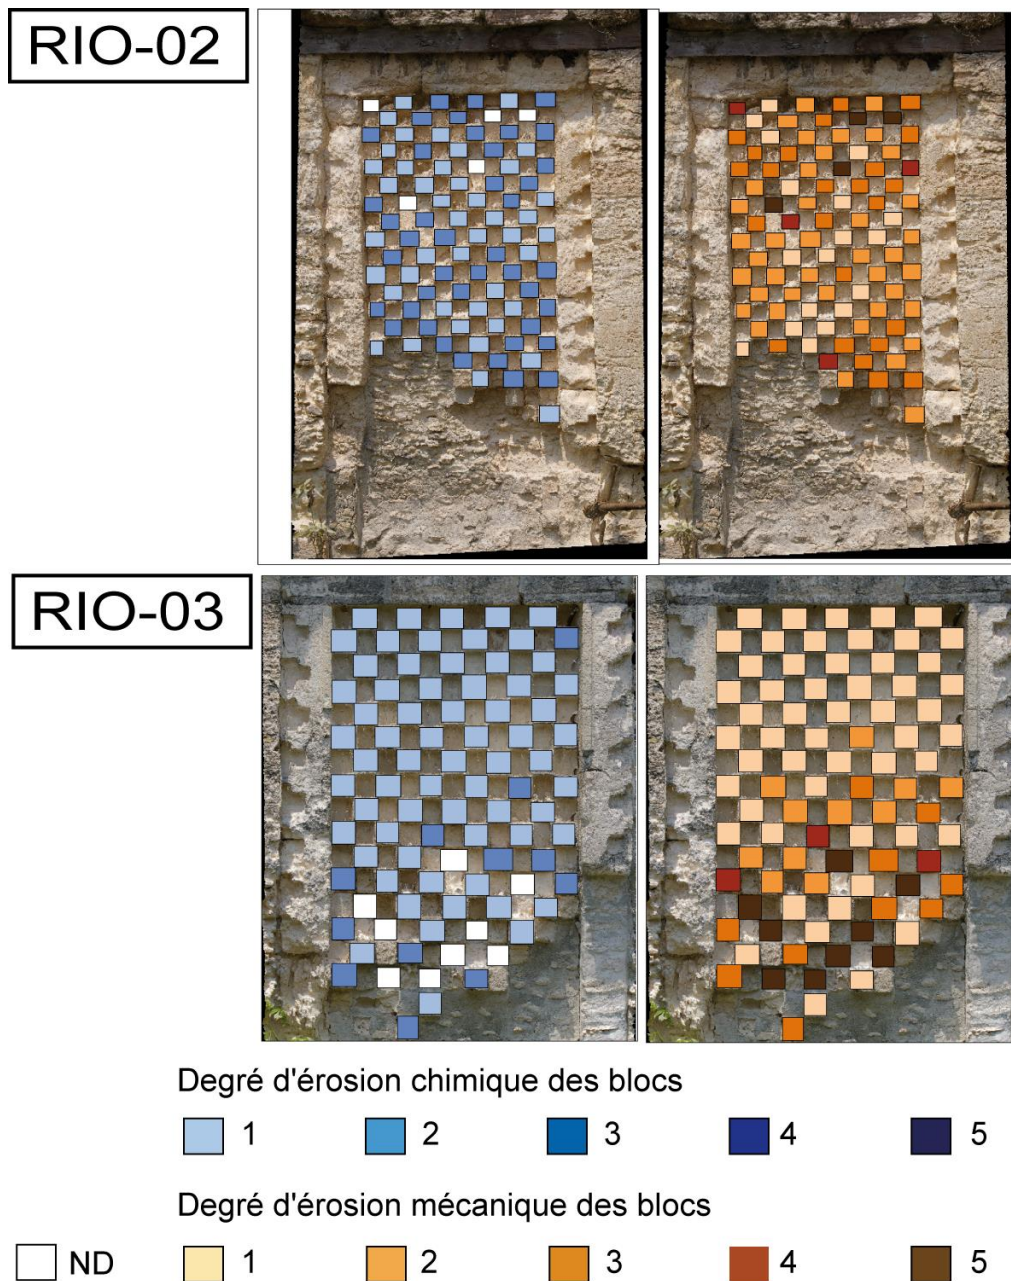 RIO-02
RIO-03
Degré d'érosion chimique des blocs
1 2 3 4 5
Degré d'érosion mécanique des blocs
ND 1 2 3 4 5